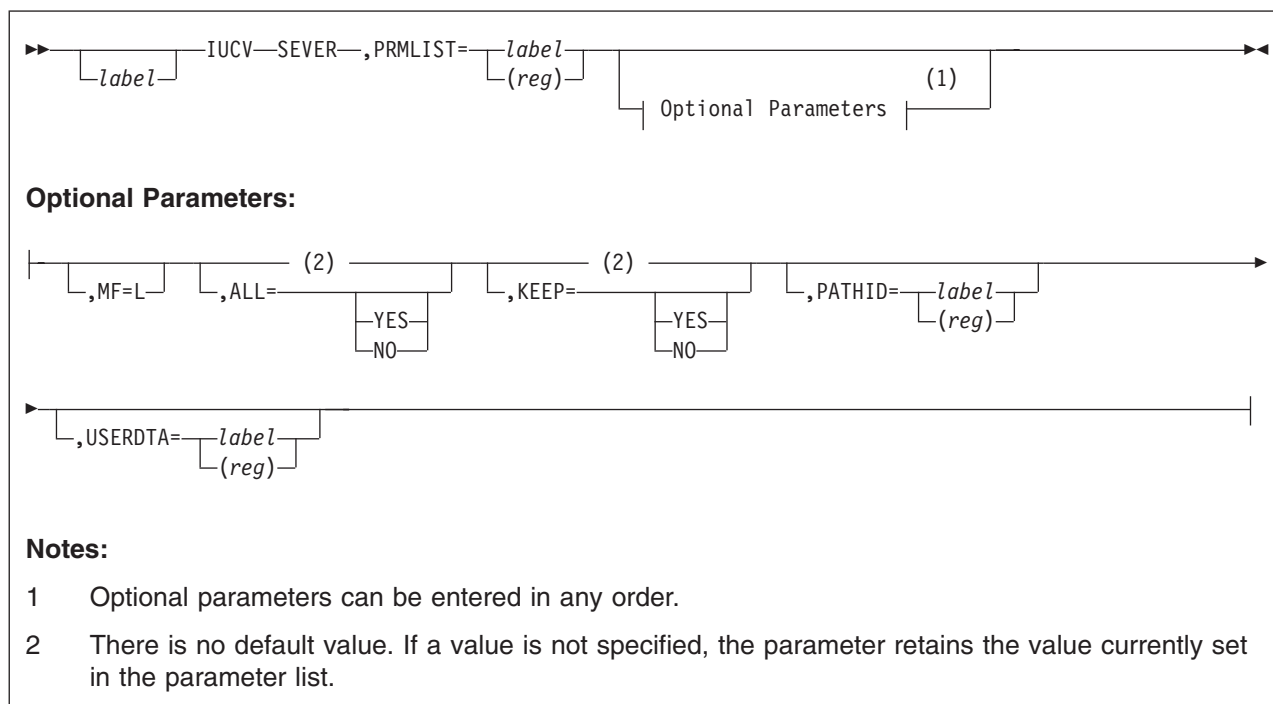 IUCV SEVER ,PRMLIST= label
label (reg) (1)
Optional Parameters
Optional Parameters:
(2) (2)
,MF=L ,ALL= ,KEEP= ,PATHID= label
YES YES (reg)
NO NO
,USERDTA= label
(reg)
Notes:
1 Optional parameters can be entered in any order.
2 There is no default value. If a value is not specified, the parameter retains the value currently set
in the parameter list.